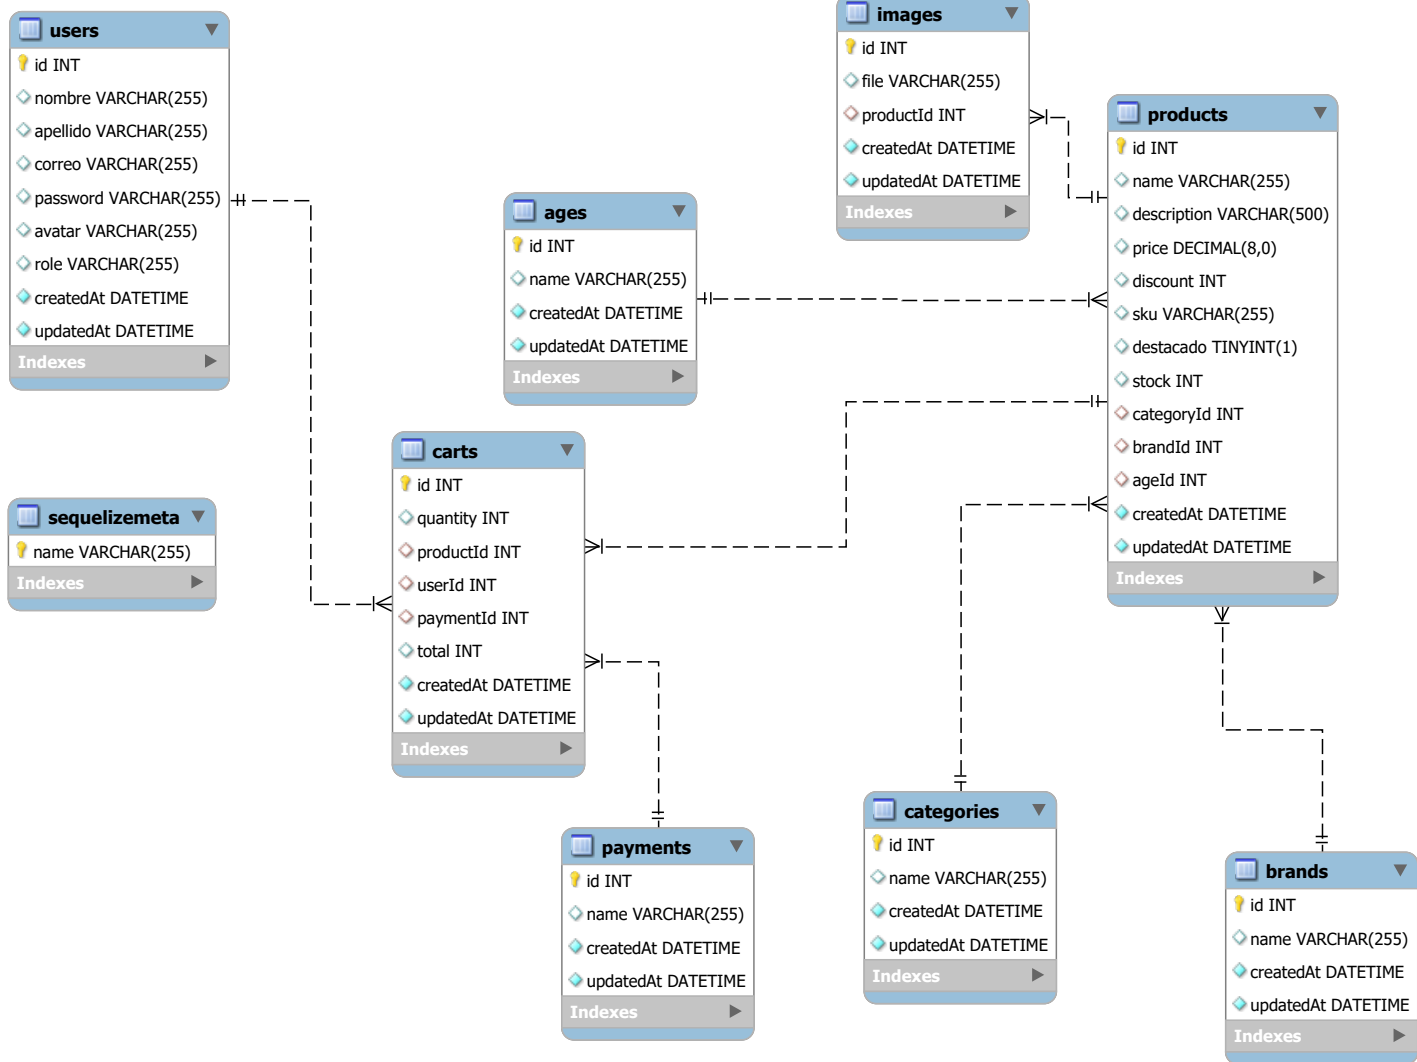 users
id INT
nombre VARCHAR(255)
apellido VARCHAR(255)
correo VARCHAR(255)
password VARCHAR(255)
avatar VARCHAR(255)
role VARCHAR(255)
createdAt DATETIME
updatedAt DATETIME
Indexes
images
id INT
file VARCHAR(255)
productId INT
createdAt DATETIME
updatedAt DATETIME
Indexes
products
id INT
name VARCHAR(255)
description VARCHAR(500)
price DECIMAL(8,0)
discount INT
sku VARCHAR(255)
destacado TINYINT(1)
stock INT
categoryId INT
brandId INT
ageId INT
createdAt DATETIME
updatedAt DATETIME
Indexes
ages
id INT
name VARCHAR(255)
createdAt DATETIME
updatedAt DATETIME
Indexes
carts
id INT
quantity INT
productId INT
userId INT
paymentId INT
total INT
createdAt DATETIME
updatedAt DATETIME
Indexes
sequelizemeta
name VARCHAR(255)
Indexes
payments
id INT
name VARCHAR(255)
createdAt DATETIME
updatedAt DATETIME
Indexes
categories
id INT
name VARCHAR(255)
createdAt DATETIME
updatedAt DATETIME
Indexes
brands
id INT
name VARCHAR(255)
createdAt DATETIME
updatedAt DATETIME
Indexes